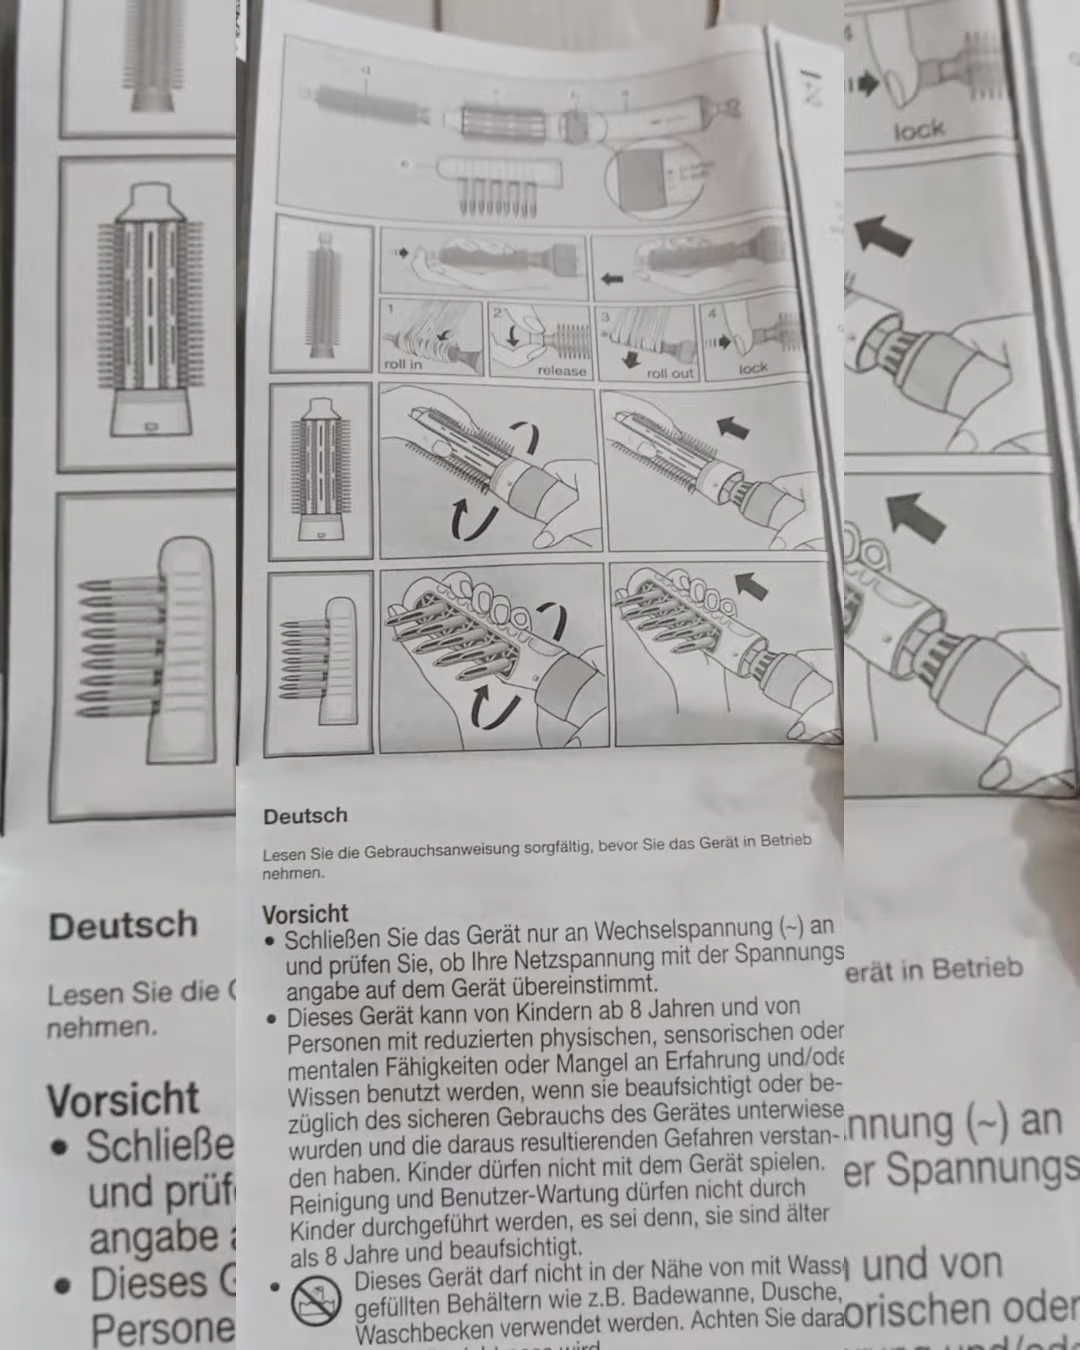 d
e
1
roll in
2
release
3
roll out
4
lock
Deutsch
Lesen Sie die Gebrauchsanweisung sorgfältig, bevor Sie das Gerät in Betrieb
nehmen.
Vorsicht
• Schließen Sie das Gerät nur an Wechselspannung (~) an
und prüfen Sie, ob Ihre Netzspannung mit der Spannungs
angabe auf dem Gerät übereinstimmt.
• Dieses Gerät kann von Kindern ab 8 Jahren und von
Personen mit reduzierten physischen, sensorischen oder
mentalen Fähigkeiten oder Mangel an Erfahrung und/ode
Wissen benutzt werden, wenn sie beaufsichtigt oder be-
züglich des sicheren Gebrauchs des Gerätes unterwiese
wurden und die daraus resultierenden Gefahren verstan-
den haben. Kinder dürfen nicht mit dem Gerät spielen.
Reinigung und Benutzer-Wartung dürfen nicht durch
Kinder durchgeführt werden, es sei denn, sie sind älter
als 8 Jahre und beaufsichtigt.
• Dieses Gerät darf nicht in der Nähe von mit Wass
gefüllten Behältern wie z.B. Badewanne, Dusche,
Waschbecken verwendet werden. Achten Sie dara
wird
Deutsch
Lesen Sie die
nehmen.
Vorsicht
• Schließe
und prüf
angabe
• Dieses G
Persone
lock
erät in Betrieb
nnung (~) an
er Spannungs
und von
orischen oder